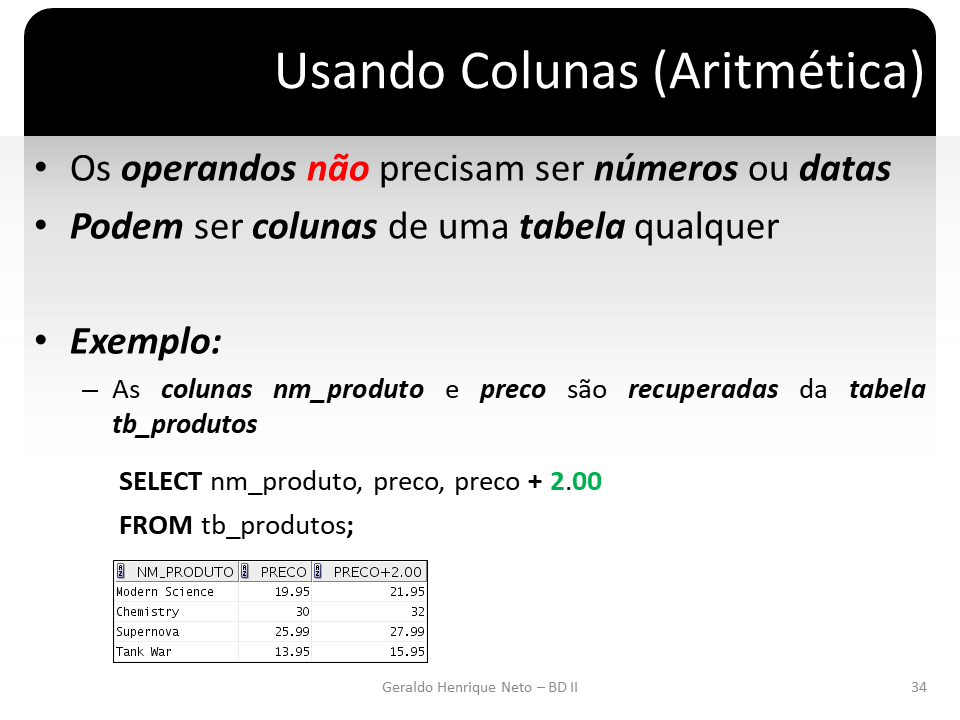 Usando Colunas (Aritmética)
• Os operandos não precisam ser números ou datas
• Podem ser colunas de uma tabela qualquer
• Exemplo:
– As colunas nm_produto e preco são recuperadas da tabela
tb_produtos
SELECT nm_produto, preco, preco + 2.00
FROM tb_produtos;
NM_PRODUTO PRECO PRECO+2.00
Modern Science 19.95 21.95
Chemistry 30 32
Supernova 25.99 27.99
Tank War 13.95 15.95
Geraldo Henrique Neto – BD II 34